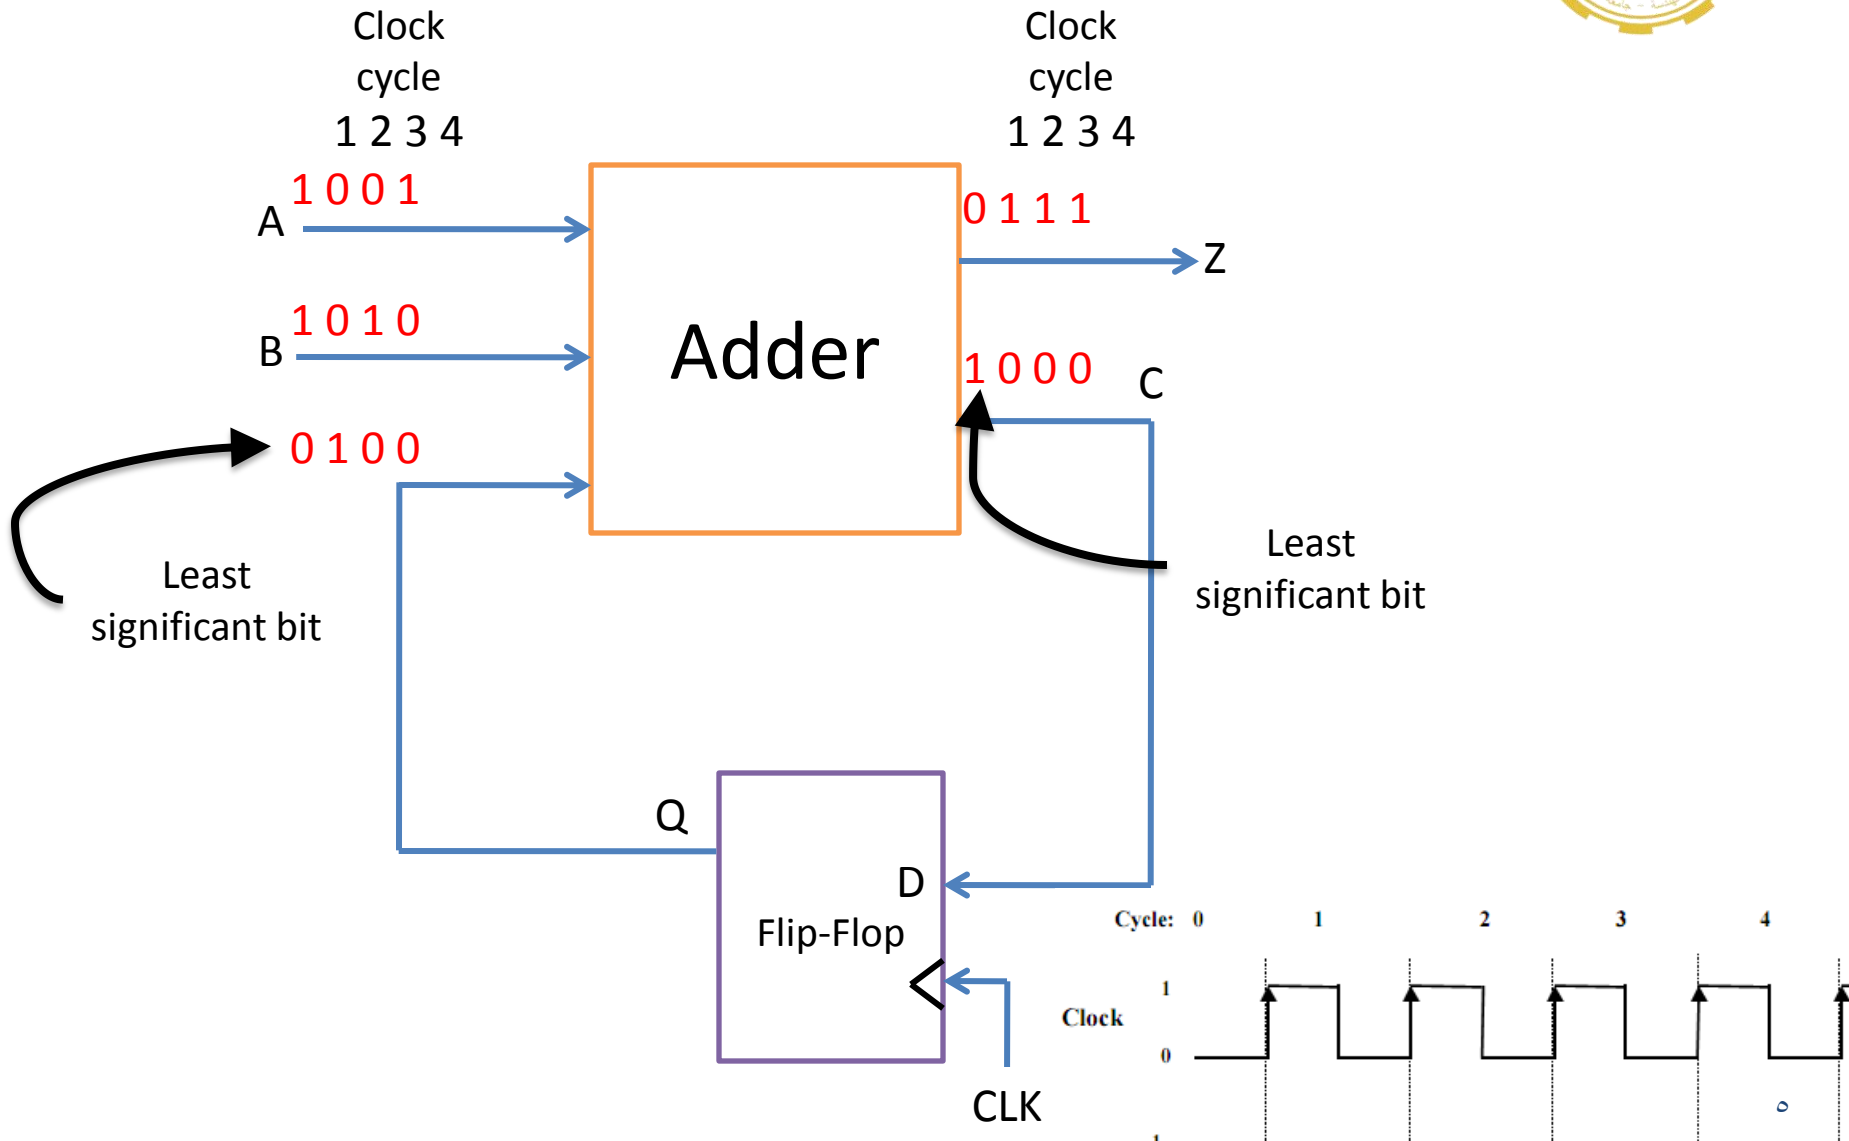 Clock
cycle
1 2 3 4
Clock
cycle
1 2 3 4
A
1 0 0 1
0 1 1 1
Z
B
1 0 1 0
Adder
1 0 0 0
C
0 1 0 0
Least
significant bit
Least
significant bit
Q
D
Flip-Flop
CLK
Cycle: 0 1 2 3 4
1
Clock
0
1